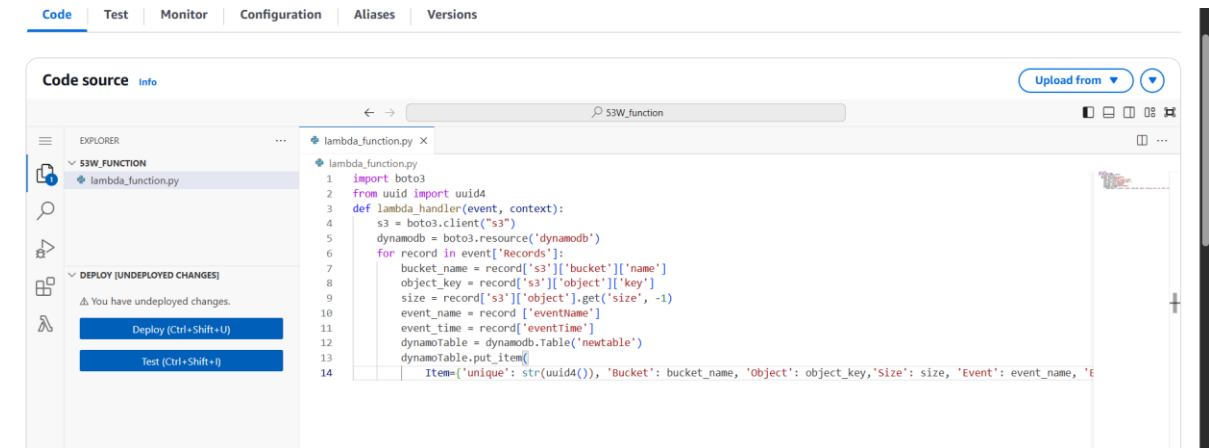 Code Test Monitor Configuration Aliases Versions
Code source Info
Upload from
53W_function
EXPLORER
lambda_function.py
53W_FUNCTION
lambda_function.py
DEPLOY [UNDEPLOYED CHANGES]
You have undeployed changes.
Deploy (Ctrl+Shift+U)
Test (Ctrl+Shift+I)
1
lambda_function.py
1 import boto3
2 from uuid import uuid4
3 def lambda_handler(event, context):
4 s3 = boto3.client("s3")
5 dynamodb = boto3.resource('dynamodb')
6 for record in event['Records']:
7 bucket_name = record['s3']['bucket']['name']
8 object_key = record['s3']['object']['key']
9 size = record['s3']['object'].get('size', -1)
10 event_name = record ['eventName']
11 event_time = record['eventTime']
12 dynamoTable = dynamodb.Table('newtable')
13 dynamoTable.put_item(
14 Item={'unique': str(uuid4()), 'Bucket': bucket_name, 'Object': object_key,'Size': size, 'Event': event_name, 'E